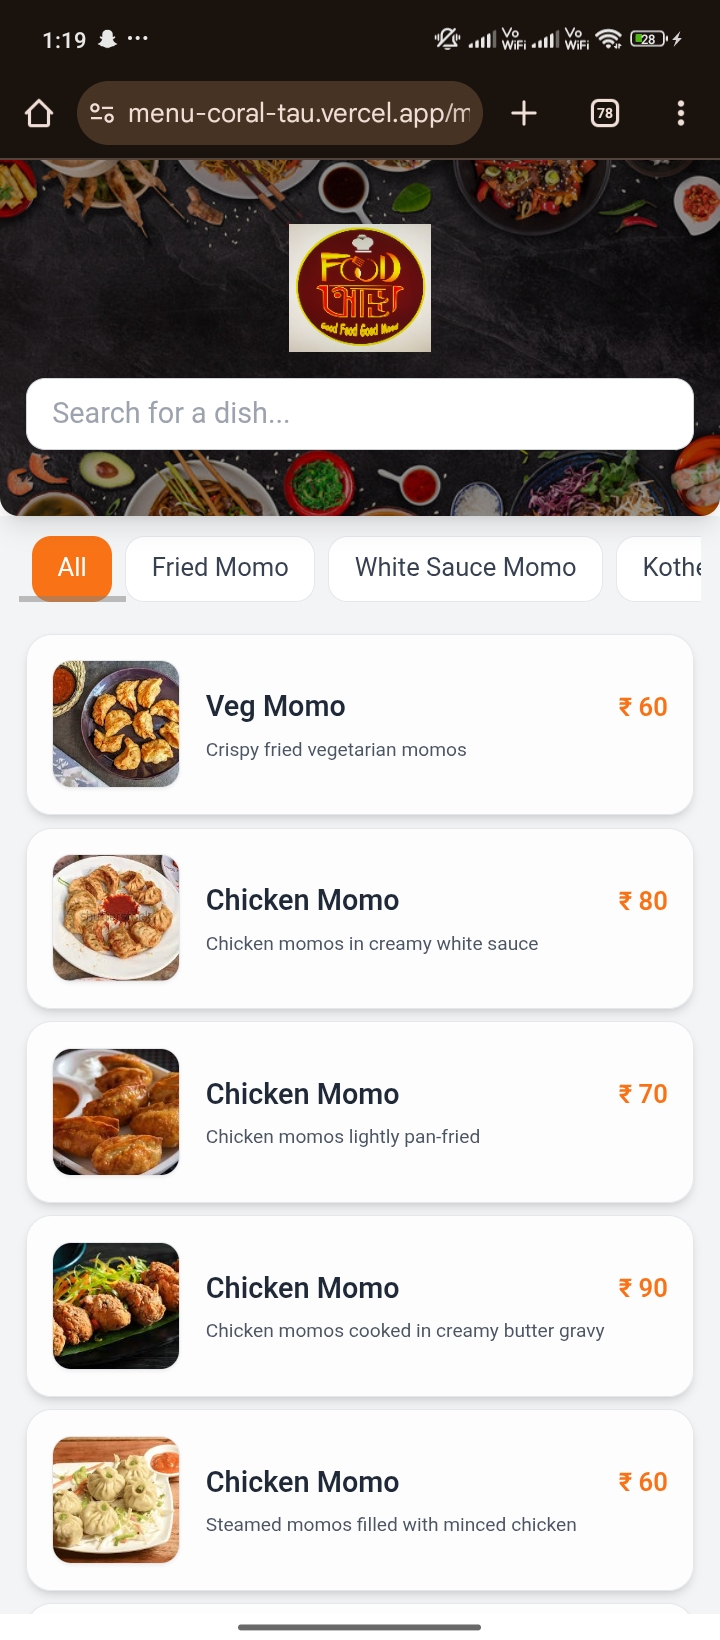 1:19
Vo
WiFi
Vo
WiFi
28
menu-coral-tau.vercel.app/m
78
FOOD
Good Food Good Mood
Search for a dish...
All
Fried Momo
White Sauce Momo
Kothe
Veg Momo
₹ 60
Crispy fried vegetarian momos
Chicken Momo
₹ 80
Chicken momos in creamy white sauce
Chicken Momo
₹ 70
Chicken momos lightly pan-fried
Chicken Momo
₹ 90
Chicken momos cooked in creamy butter gravy
Chicken Momo
₹ 60
Steamed momos filled with minced chicken